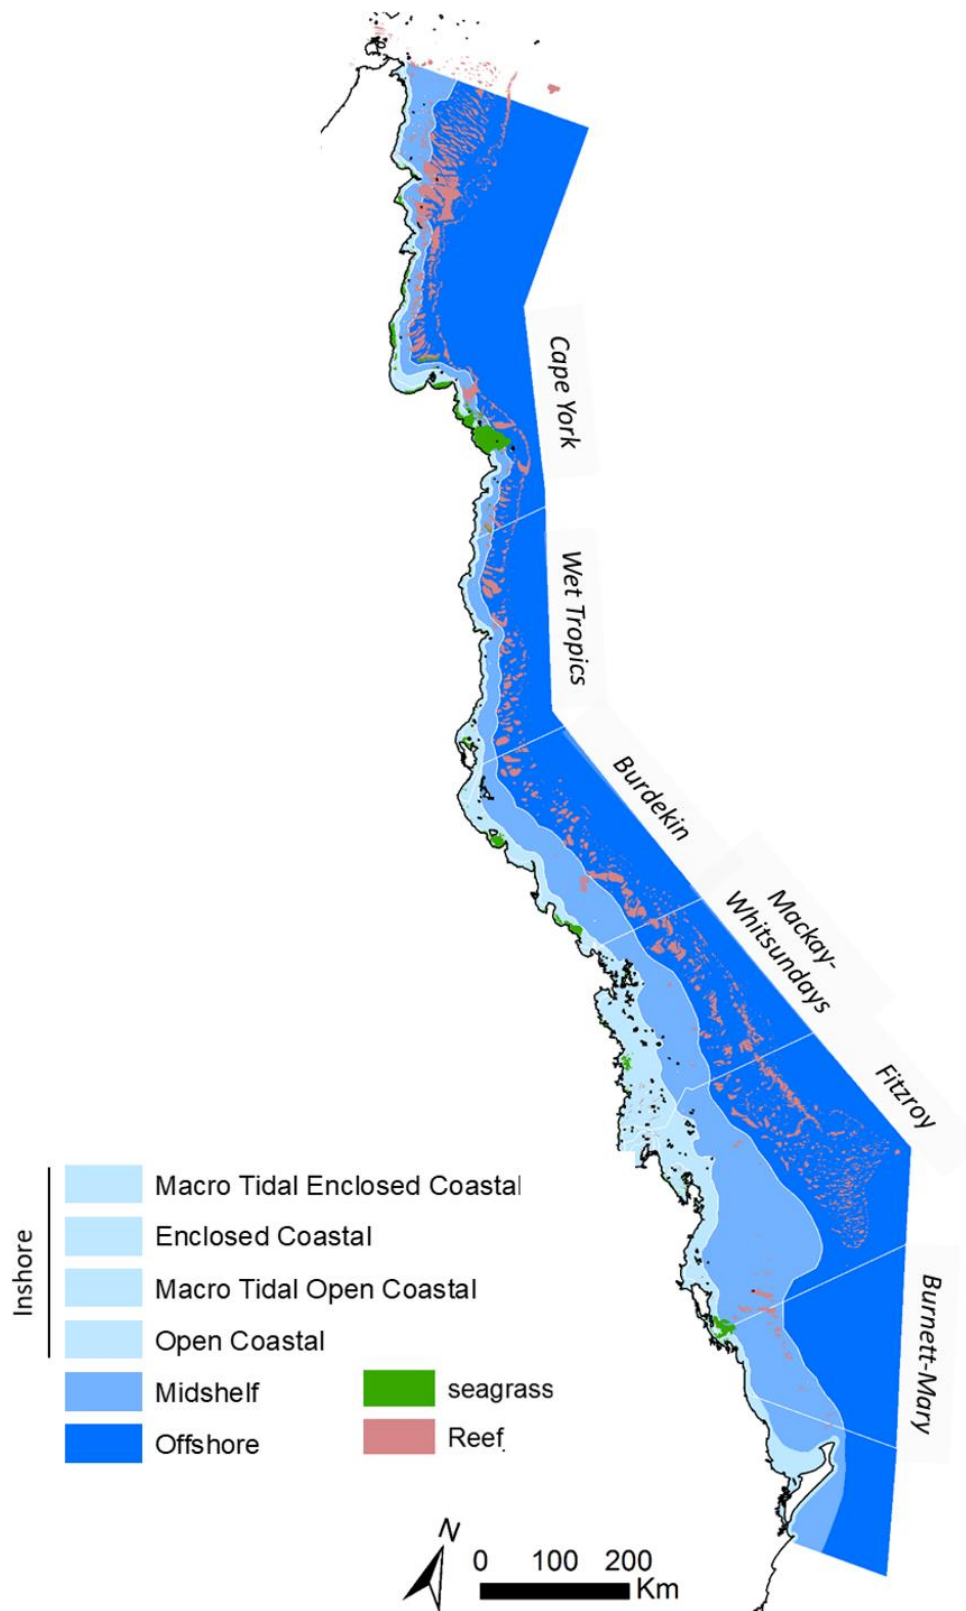 Cape York
Wet Tropics
Burdekin
Mackay-
Whitsundays
Fitzroy
Burnett-Mary
Inshore
Macro Tidal Enclosed Coastal
Enclosed Coastal
Macro Tidal Open Coastal
Open Coastal
Midshelf
Offshore
seagrass
Reef.
N
0 100 200
Km